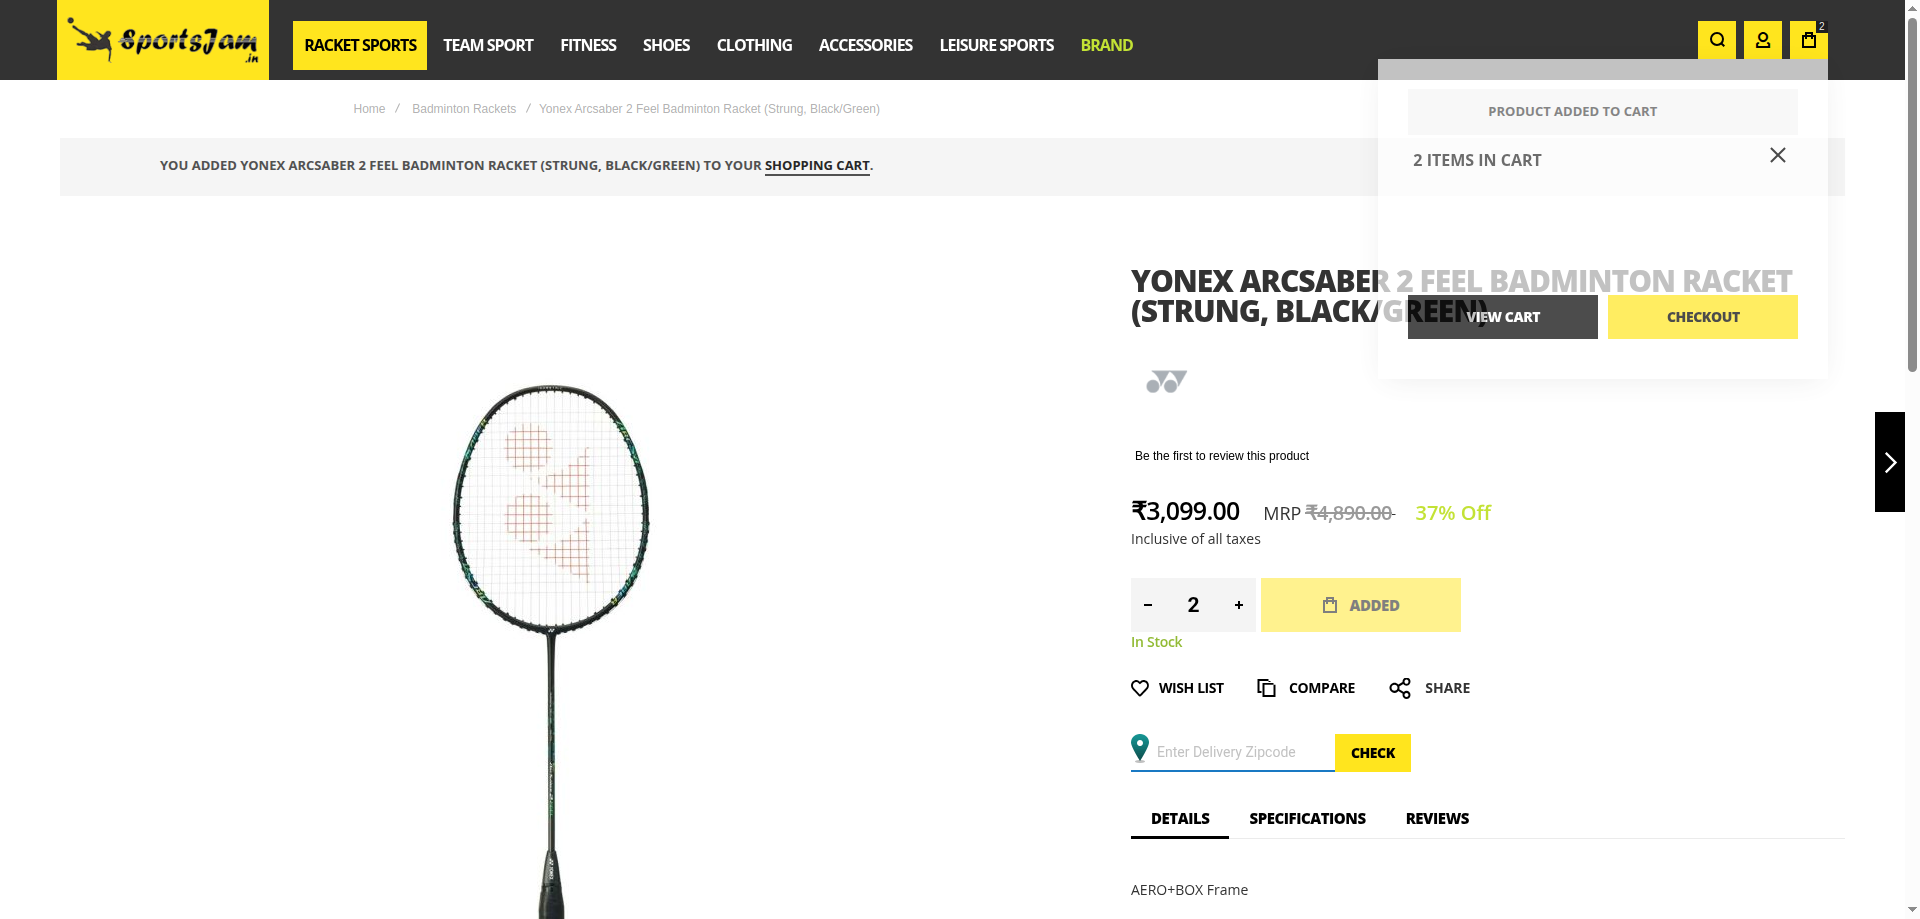 SportsJam
.in
RACKET SPORTS TEAM SPORT FITNESS SHOES CLOTHING ACCESSORIES LEISURE SPORTS BRAND
2
Home / Badminton Rackets / Yonex Arcsaber 2 Feel Badminton Racket (Strung, Black/Green)
PRODUCT ADDED TO CART
YOU ADDED YONEX ARCSABER 2 FEEL BADMINTON RACKET (STRUNG, BLACK/GREEN) TO YOUR SHOPPING CART.
2 ITEMS IN CART
YONEX ARCSABER 2 FEEL BADMINTON RACKET
(STRUNG, BLACK/GREEN)
VIEW CART CHECKOUT
Be the first to review this product
₹3,099.00 MRP ₹4,890.00 37% Off
Inclusive of all taxes
- 2 + ADDED
In Stock
WISH LIST COMPARE SHARE
Enter Delivery Zipcode CHECK
DETAILS SPECIFICATIONS REVIEWS
AERO+BOX Frame